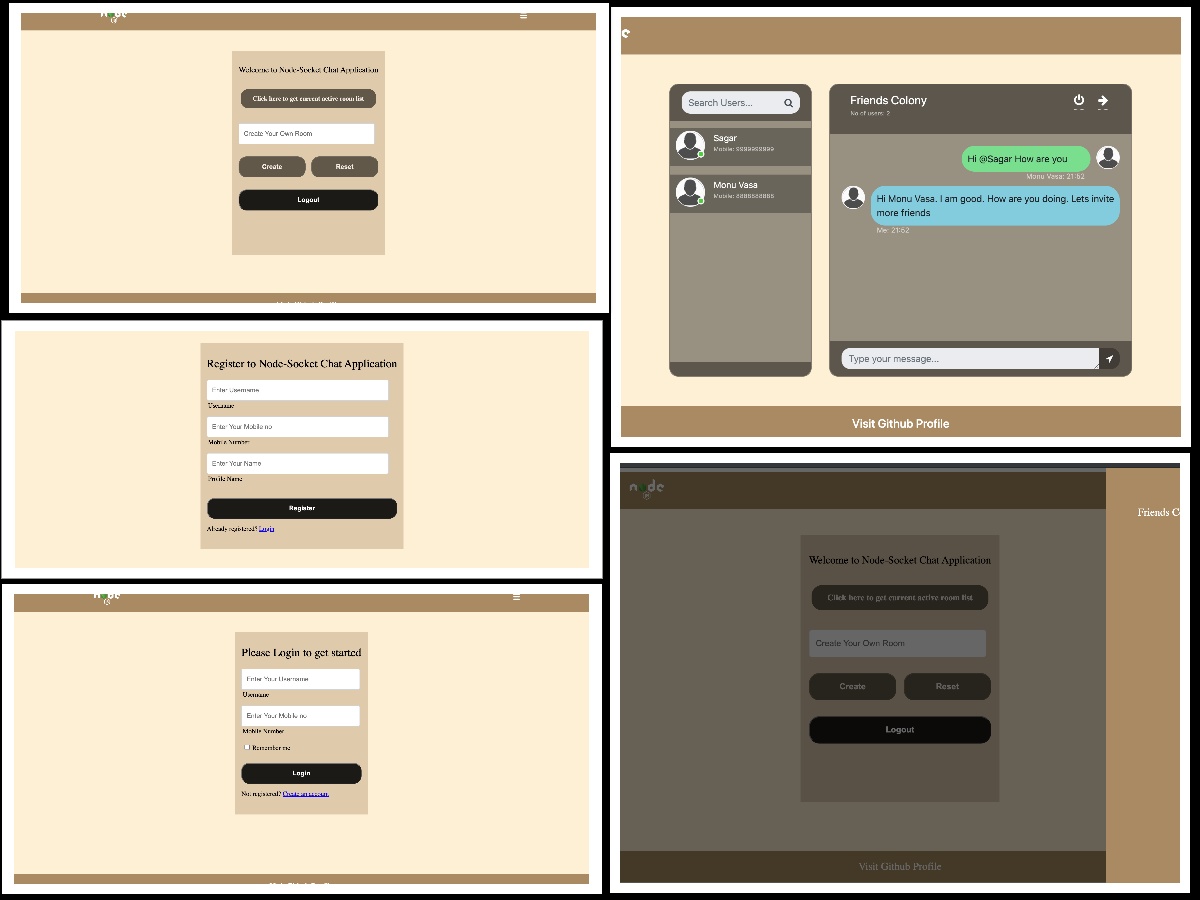 node
Welcome to Node-Socket Chat Application
Click here to get current active room list
Create Your Own Room
Create Reset
Logout
Register to Node-Socket Chat Application
Enter Username
Username
Enter Your Mobile no
Mobile Number
Enter Your Name
Profile Name
Register
Already registered? Login
node
Please Login to get started
Enter Your Username
Username
Enter Your Mobile no
Mobile Number
Remember me
Login
Not registered? Create an account
Search Users...
Sagar
Mobile: 9999999999
Monu Vasa
Mobile: 8888888888
Friends Colony
No of users: 2
Hi @Sagar How are you
Monu Vasa: 21:52
Hi Monu Vasa. I am good. How are you doing. Lets invite
more friends
Me: 21:52
Type your message...
Visit Github Profile
node
Friends C
Welcome to Node-Socket Chat Application
Click here to get current active room list
Create Your Own Room
Create Reset
Logout
Visit Github Profile